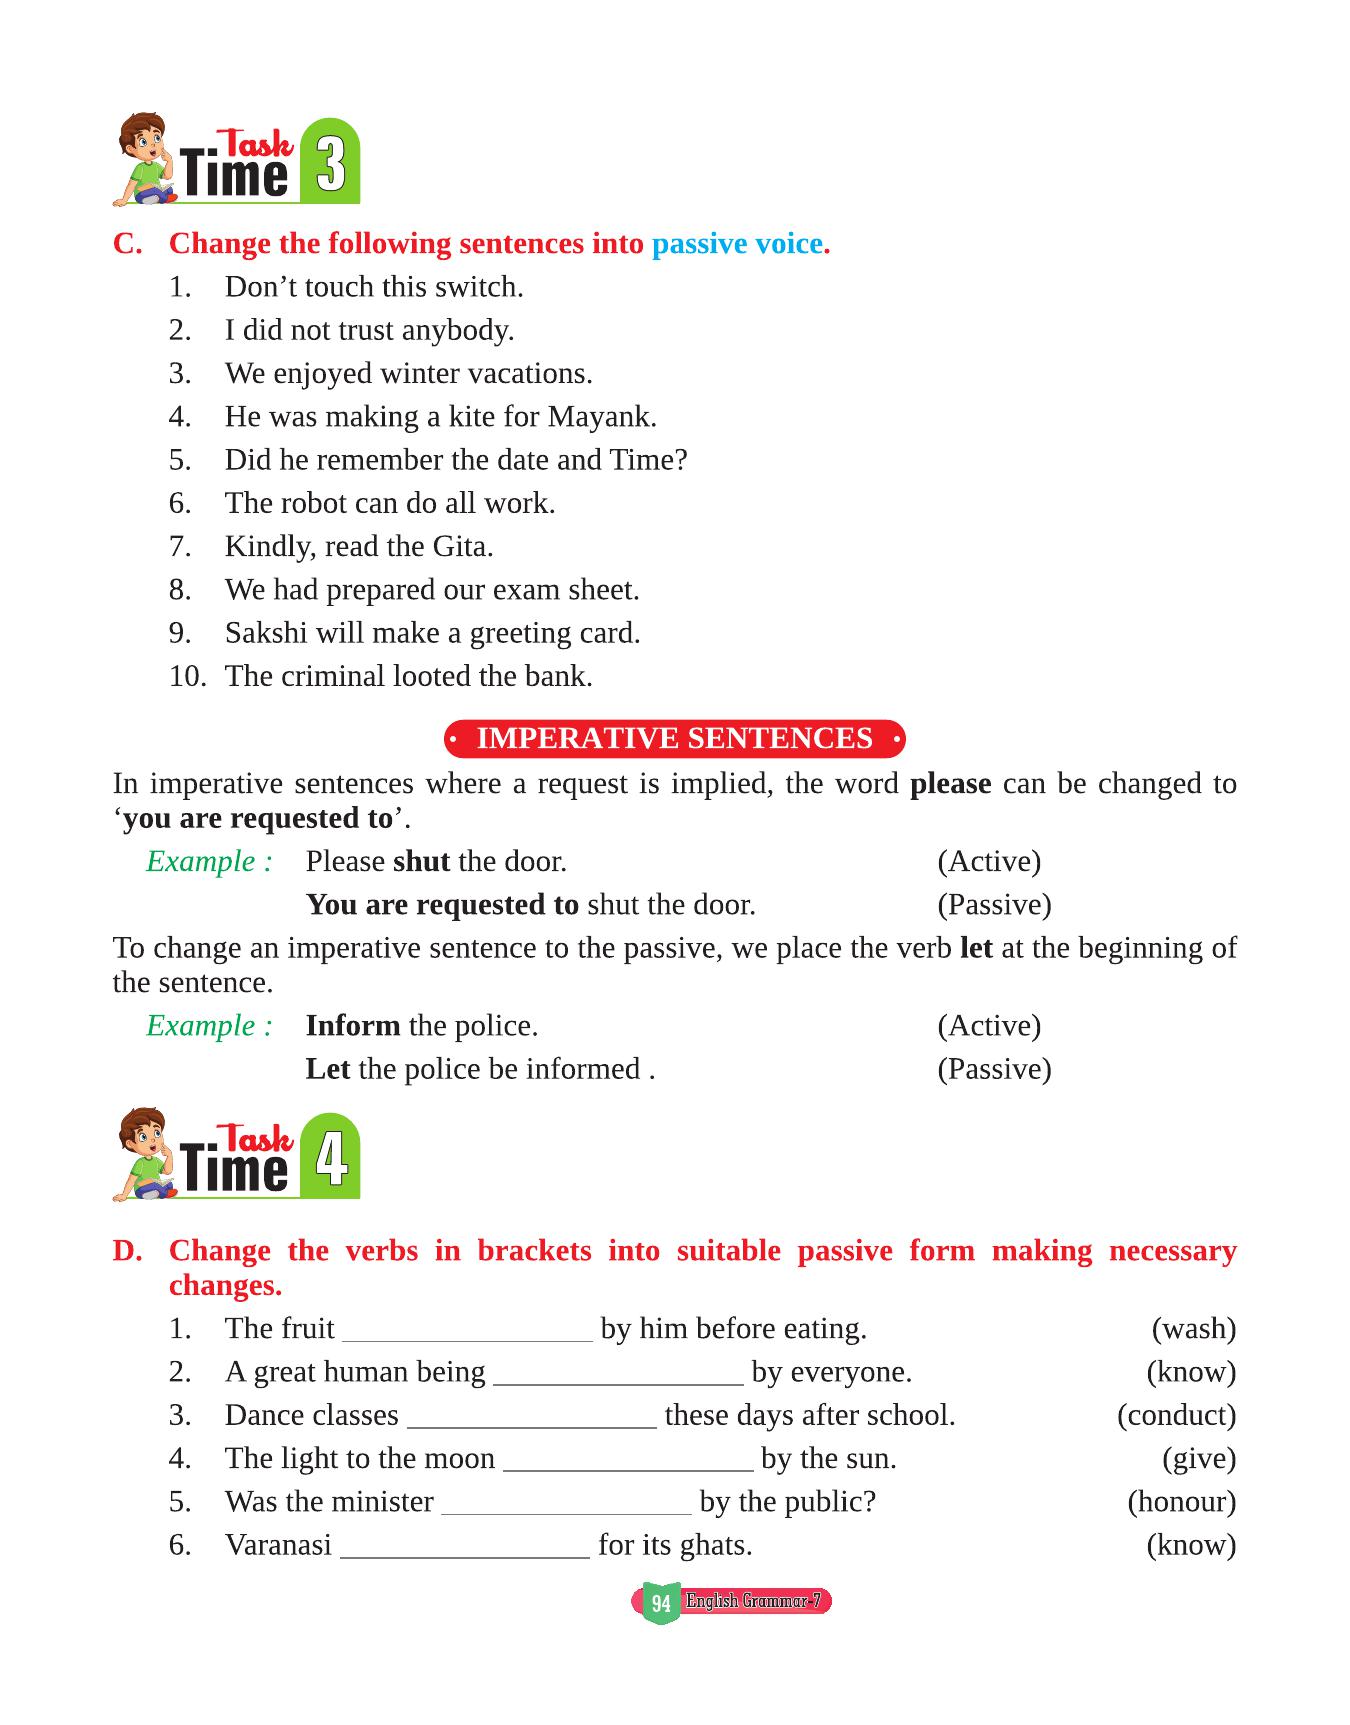 Task
Time 3
C. Change the following sentences into passive voice.
1. Don’t touch this switch.
2. I did not trust anybody.
3. We enjoyed winter vacations.
4. He was making a kite for Mayank.
5. Did he remember the date and Time?
6. The robot can do all work.
7. Kindly, read the Gita.
8. We had prepared our exam sheet.
9. Sakshi will make a greeting card.
10. The criminal looted the bank.
• IMPERATIVE SENTENCES •
In imperative sentences where a request is implied, the word please can be changed to
‘you are requested to’.
Example : Please shut the door. (Active)
You are requested to shut the door. (Passive)
To change an imperative sentence to the passive, we place the verb let at the beginning of
the sentence.
Example : Inform the police. (Active)
Let the police be informed . (Passive)
Task
Time 4
D. Change the verbs in brackets into suitable passive form making necessary
changes.
1. The fruit ________________ by him before eating. (wash)
2. A great human being ________________ by everyone. (know)
3. Dance classes ________________ these days after school. (conduct)
4. The light to the moon ________________ by the sun. (give)
5. Was the minister ________________ by the public? (honour)
6. Varanasi ________________ for its ghats. (know)
94 English Grammar-7